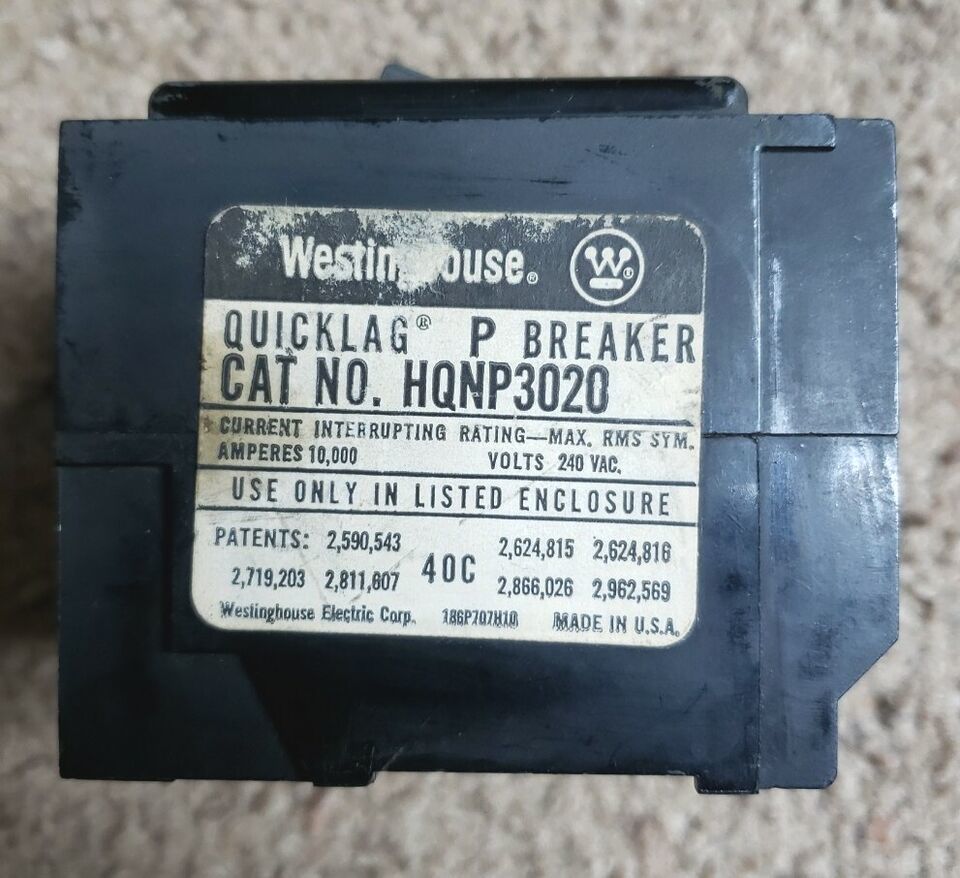 Westinghouse®
W®
QUICKLAG® P BREAKER
CAT NO. HQNP3020
CURRENT INTERRUPTING RATING—MAX. RMS SYM.
AMPERES 10,000 VOLTS 240 VAC.
USE ONLY IN LISTED ENCLOSURE
PATENTS: 2,590,543 2,624,815 2,624,816
2,719,203 2,811,607 40C 2,866,026 2,962,569
Westinghouse Electric Corp. 186P707H10 MADE IN U.S.A.